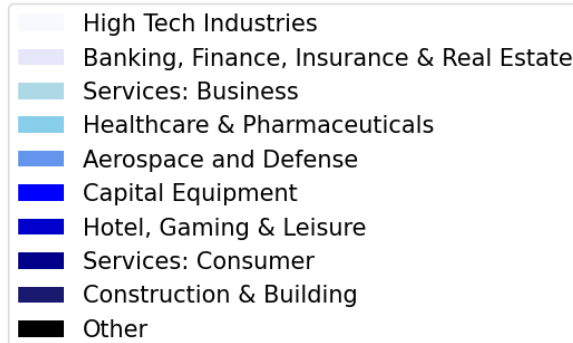 High Tech Industries
Banking, Finance, Insurance & Real Estate
Services: Business
Healthcare & Pharmaceuticals
Aerospace and Defense
Capital Equipment
Hotel, Gaming & Leisure
Services: Consumer
Construction & Building
Other